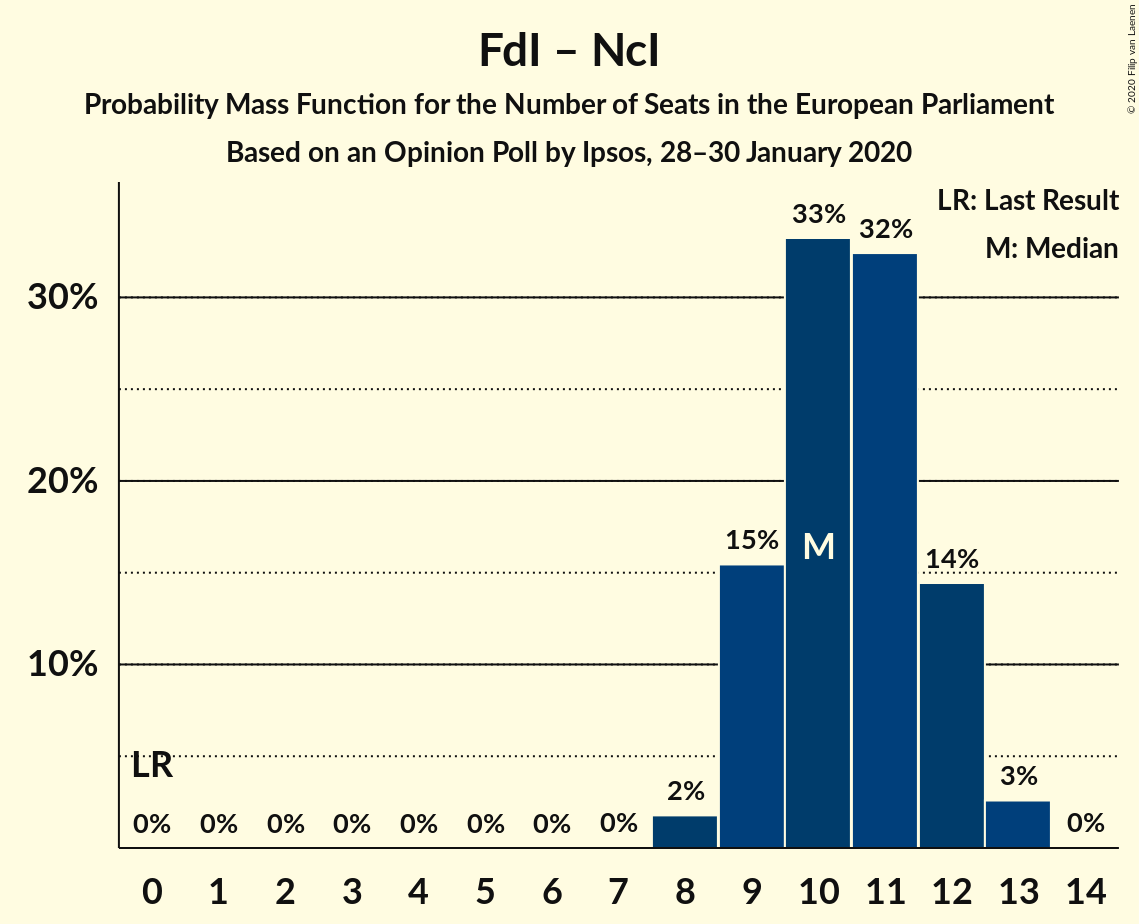 FdI – NcI
Probability Mass Function for the Number of Seats in the European Parliament
Based on an Opinion Poll by Ipsos, 28–30 January 2020
© 2020 Filip van Laenen
LR: Last Result
M: Median
33%
32%
30%
20%
15%
M
14%
10%
LR
3%
2%
0% 0% 0% 0% 0% 0% 0% 0% 0%
0 1 2 3 4 5 6 7 8 9 10 11 12 13 14